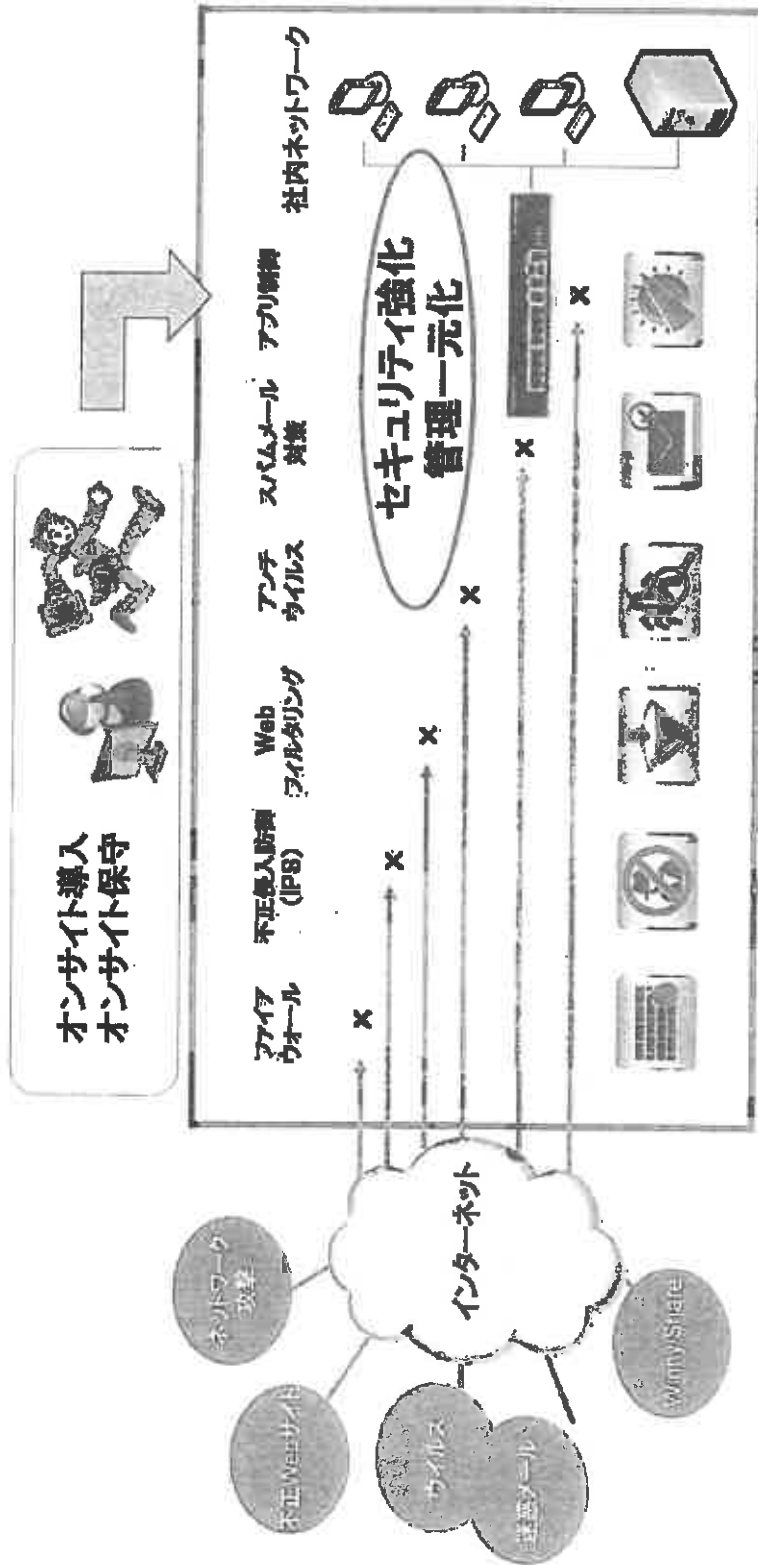 オンサイト導入
オンサイト保守
ファイア
ウォール
不正侵入防御
(IPS)
Web
フィルタリング
アンチ
ウイルス
スパムメール
対策
アプリ制御
社内ネットワーク
セキュリティ強化
管理一元化
インターネット
ネットワーク
攻撃
不正Webサイト
ウイルス
迷惑メール
Winny/Share